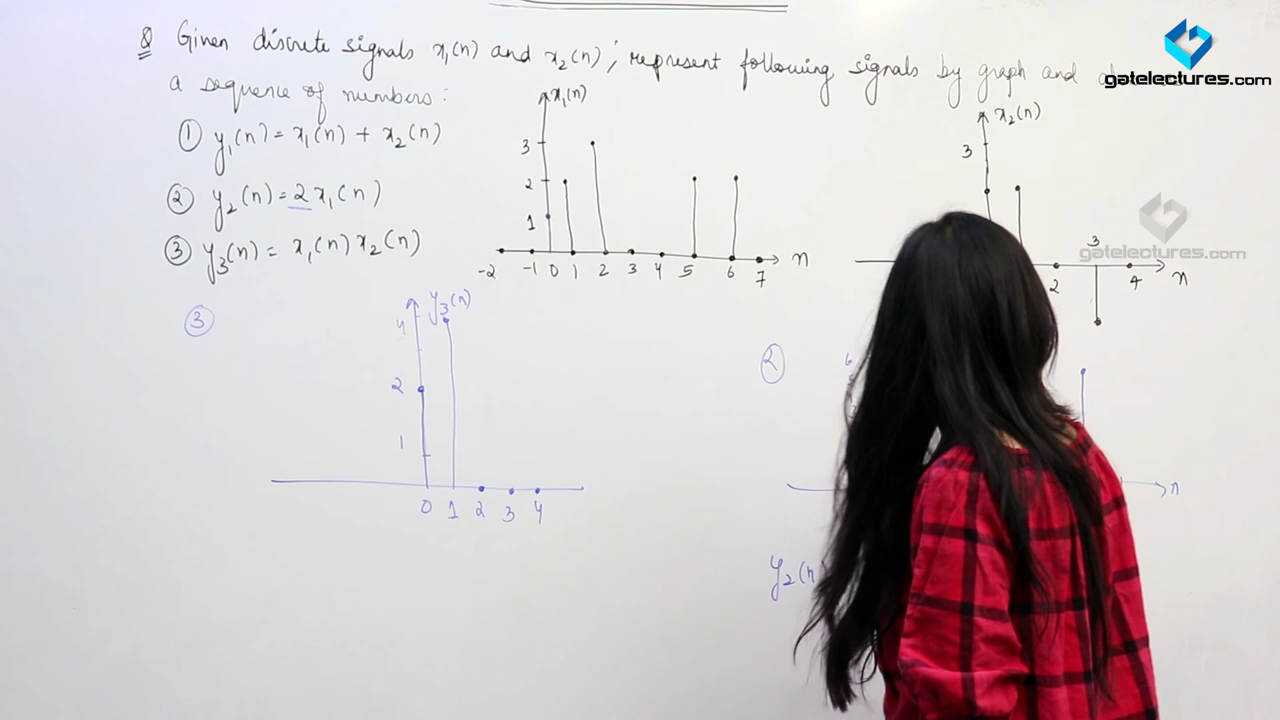 Q Given discrete signals x₁(n) and x₂(n); represent following signals by graph and
gatelectures.com
a sequence of numbers:
① y₁(n) = x₁(n) + x₂(n)
② y₂(n) = 2 x₁(n)
③ y₃(n) = x₁(n) x₂(n)
x₁(n)
3
2
1
-2 -1 0 1 2 3 4 5 6 7 n
x₂(n)
3
3
gatelectures.com
2 4 n
③
y₃(n)
4
2
1
0 1 2 3 4
②
6
n
y₂(n